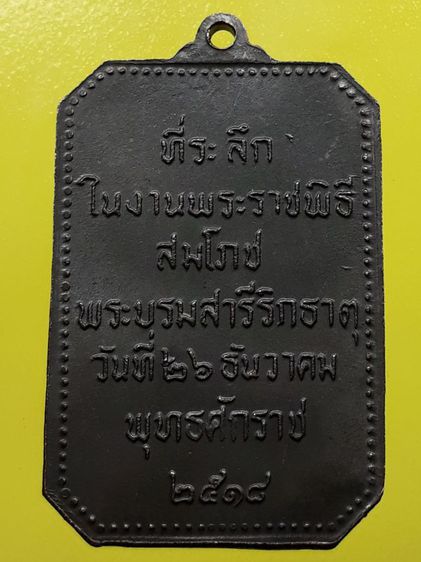 ที่ระลึก
ในงานพระราชพิธี
สมโภช
พระบรมสารีริกธาตุ
วันที่ ๒๖ ธันวาคม
พุทธศักราช
๒๕๑๘